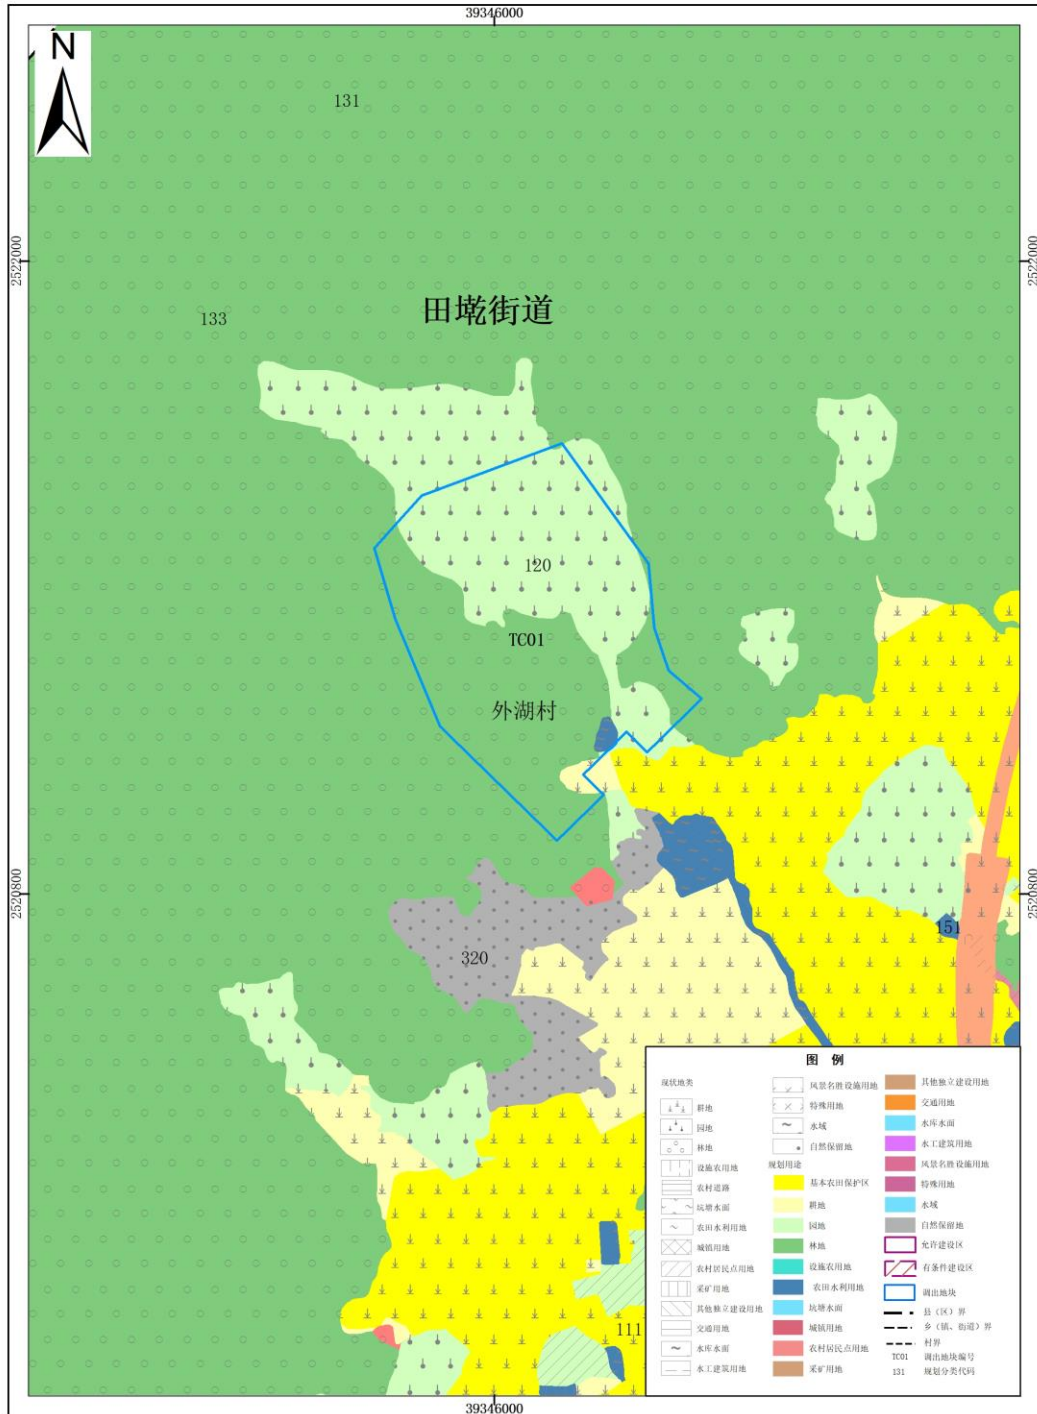 39346000
N
131
2522000
2522000
133
田墘街道
120
TC01
外湖村
2520800
2520800
151
320
111
图 例
现状地类
耕地
园地
林地
设施农用地
农村道路
坑塘水面
农田水利用地
城镇用地
农村居民点用地
采矿用地
其他独立建设用地
交通用地
水库水面
水工建筑用地
风景名胜设施用地
特殊用地
水域
自然保留地
规划用途
基本农田保护区
耕地
园地
林地
设施农用地
农田水利用地
坑塘水面
城镇用地
农村居民点用地
采矿用地
其他独立建设用地
交通用地
水库水面
水工建筑用地
风景名胜设施用地
特殊用地
水域
自然保留地
允许建设区
有条件建设区
调出地块
县（区）界
乡（镇、街道）界
村界
TC01 调出地块编号
131 规划分类代码
39346000